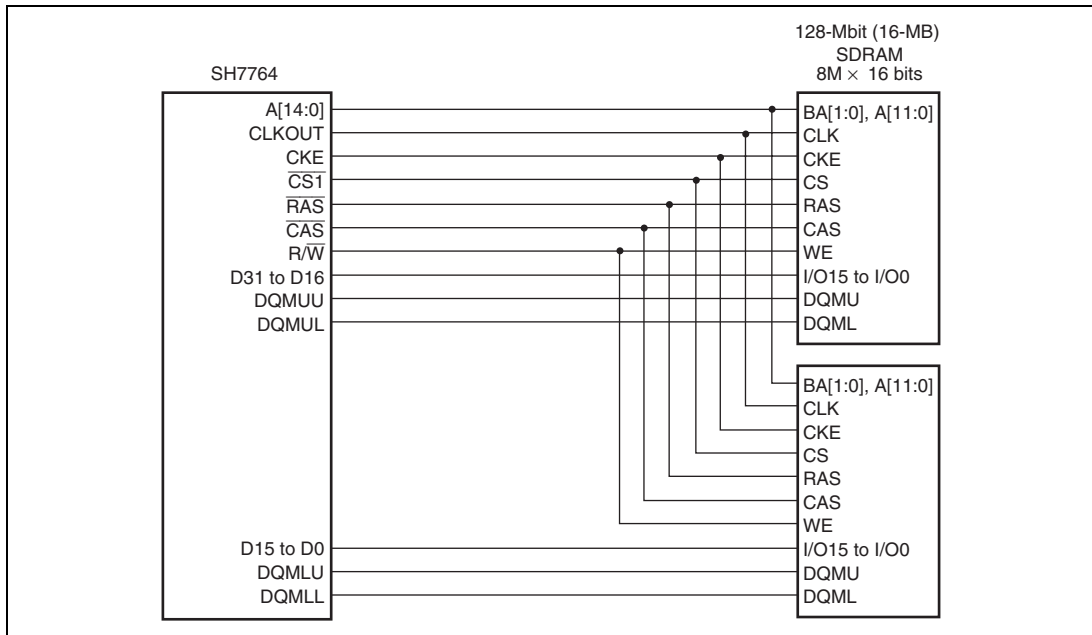 128-Mbit (16-MB)
SDRAM
8M × 16 bits
SH7764
A[14:0]
CLKOUT
CKE
CS1
RAS
CAS
R/W
D31 to D16
DQMUU
DQMUL
BA[1:0], A[11:0]
CLK
CKE
CS
RAS
CAS
WE
I/O15 to I/O0
DQMU
DQML
BA[1:0], A[11:0]
CLK
CKE
CS
RAS
CAS
WE
D15 to D0
DQMLU
DQMLL
I/O15 to I/O0
DQMU
DQML